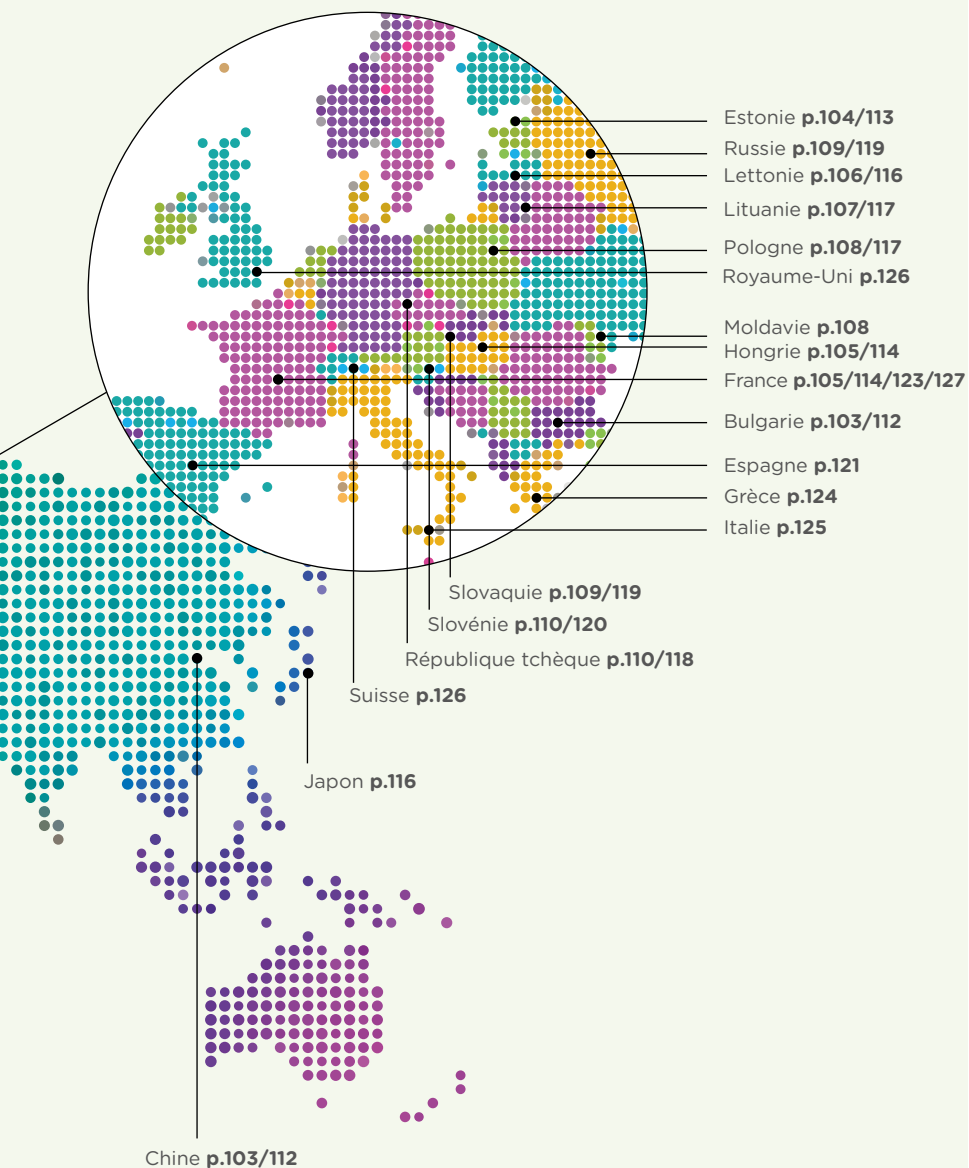 Estonie p.104/113
Russie p.109/119
Lettonie p.106/116
Lituanie p.107/117
Pologne p.108/117
Royaume-Uni p.126
Moldavie p.108
Hongrie p.105/114
France p.105/114/123/127
Bulgarie p.103/112
Espagne p.121
Grèce p.124
Italie p.125
Slovaquie p.109/119
Slovénie p.110/120
République tchèque p.110/118
Suisse p.126
Japon p.116
Chine p.103/112